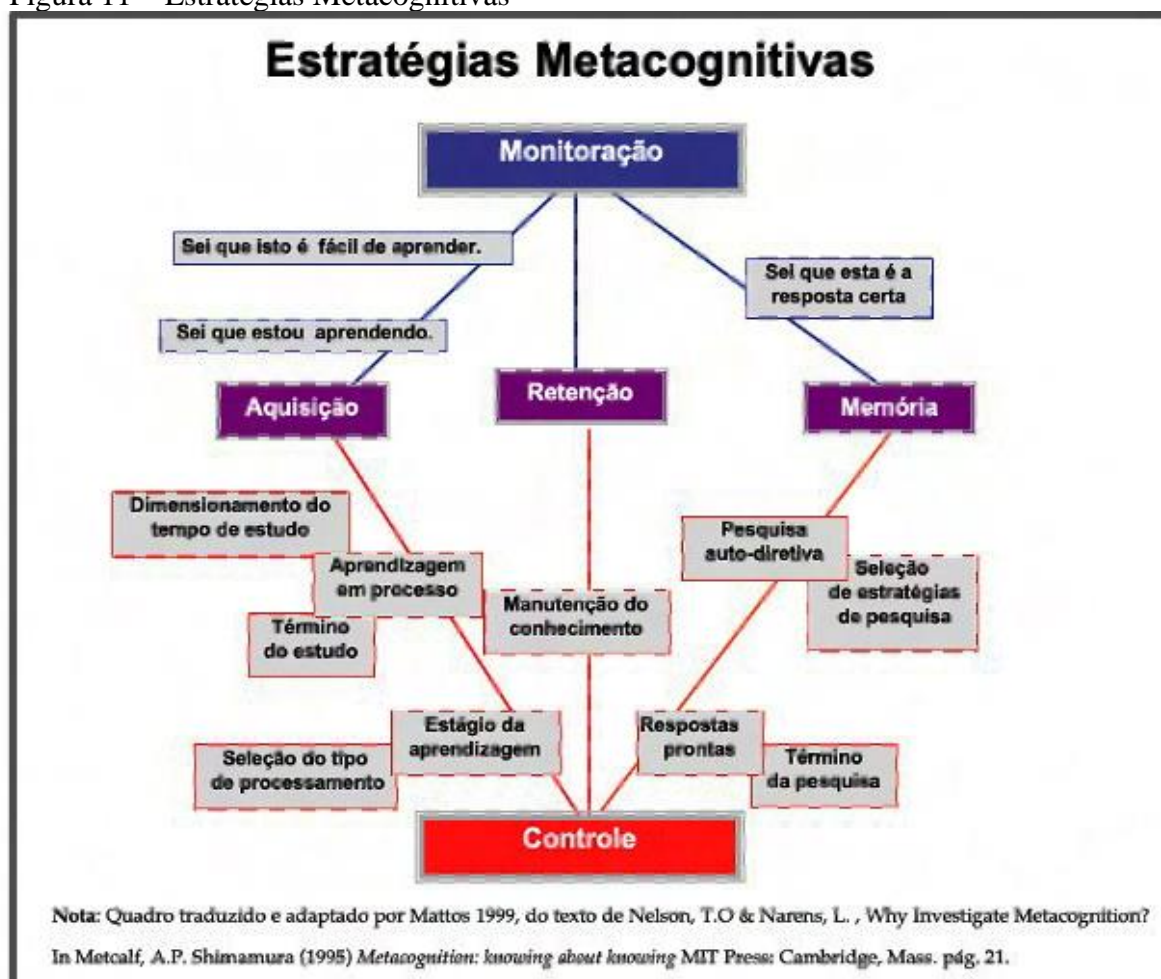 Figura 11 – Estratégias Metacognitivas
Estratégias Metacognitivas
Monitoração
Sei que isto é fácil de aprender.
Sei que esta é a
resposta certa
Sei que estou aprendendo.
Aquisição
Retenção
Memória
Dimensionamento do
tempo de estudo
Aprendizagem
em processo
Término
do estudo
Manutenção do
conhecimento
Pesquisa
auto-diretiva
Seleção
de estratégias
de pesquisa
Estágio da
aprendizagem
Seleção do tipo
de processamento
Respostas
prontas
Término
da pesquisa
Controle
Nota: Quadro traduzido e adaptado por Mattos 1999, do texto de Nelson, T.O & Narens, L. , Why Investigate Metacognition?
In Metcalf, A.P. Shimamura (1995) Metacognition: knowing about knowing MIT Press: Cambridge, Mass. pág. 21.